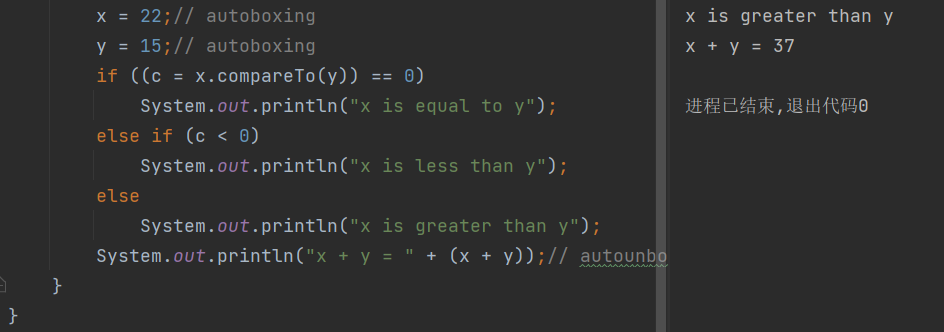 x = 22;// autoboxing
y = 15;// autoboxing
if ((c = x.compareTo(y)) == 0)
System.out.println("x is equal to y");
else if (c < 0)
System.out.println("x is less than y");
else
System.out.println("x is greater than y");
System.out.println("x + y = " + (x + y));// autounbo
}
}
x is greater than y
x + y = 37
进程已结束,退出代码0